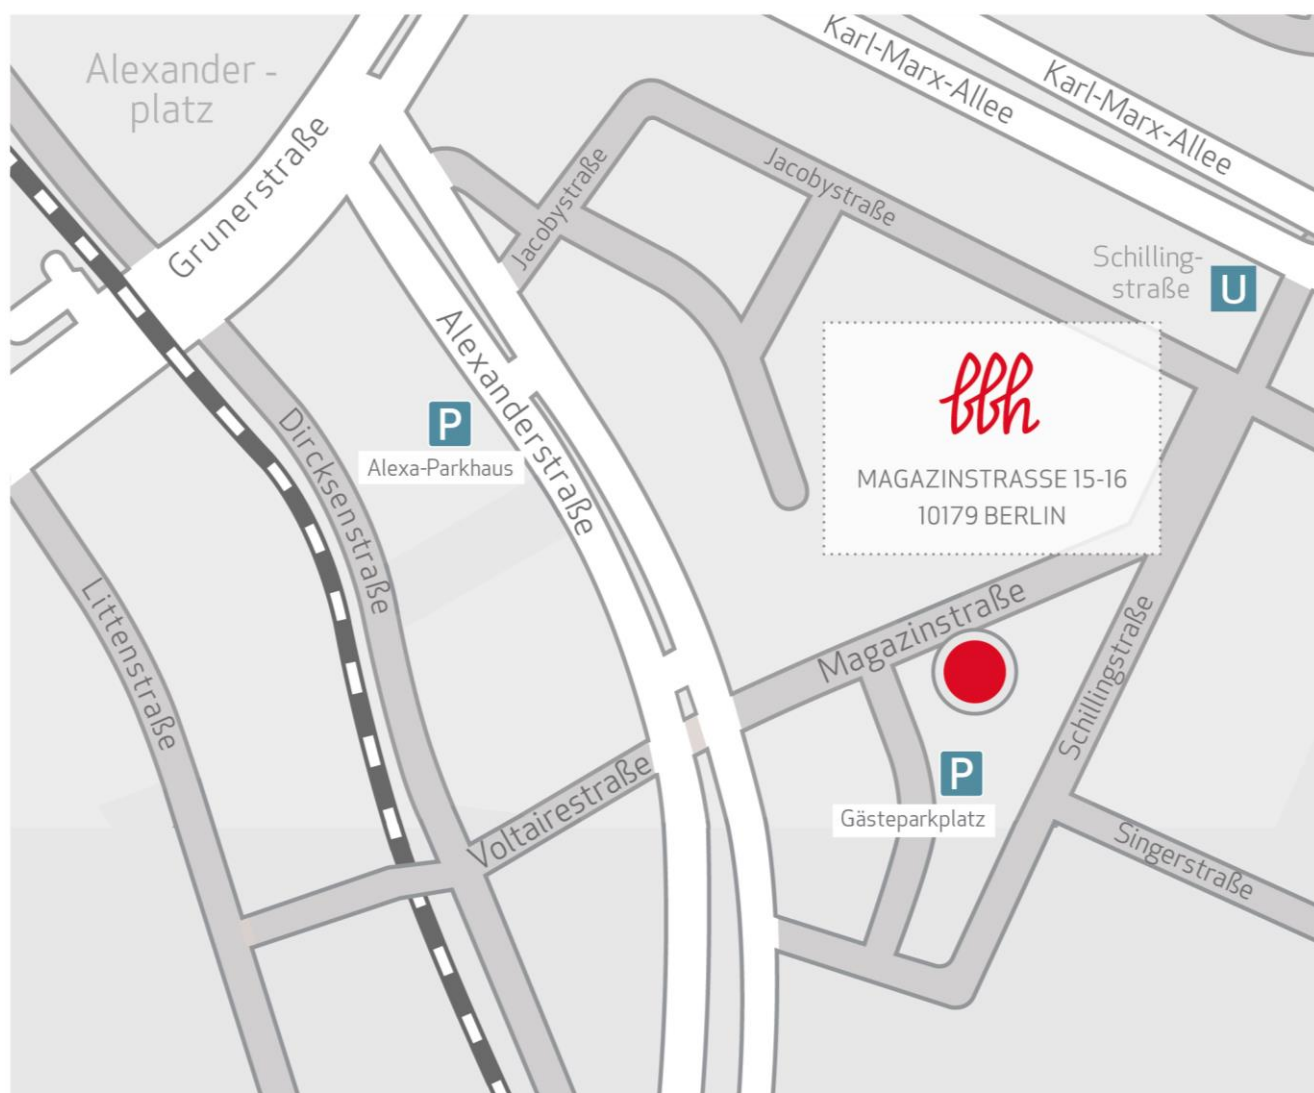 Alexander -
platz
Karl-Marx-Allee
Karl-Marx-Allee
Grunerstraße
Jacobystraße
Jacobystraße
Schilling-
straße
U
Alexanderstraße
bbh
P
Alexa-Parkhaus
Dircksenstraße
MAGAZINSTRASSE 15-16
10179 BERLIN
Littenstraße
Magazinstraße
Schillingstraße
Voltairestraße
P
Gästeparkplatz
Singerstraße